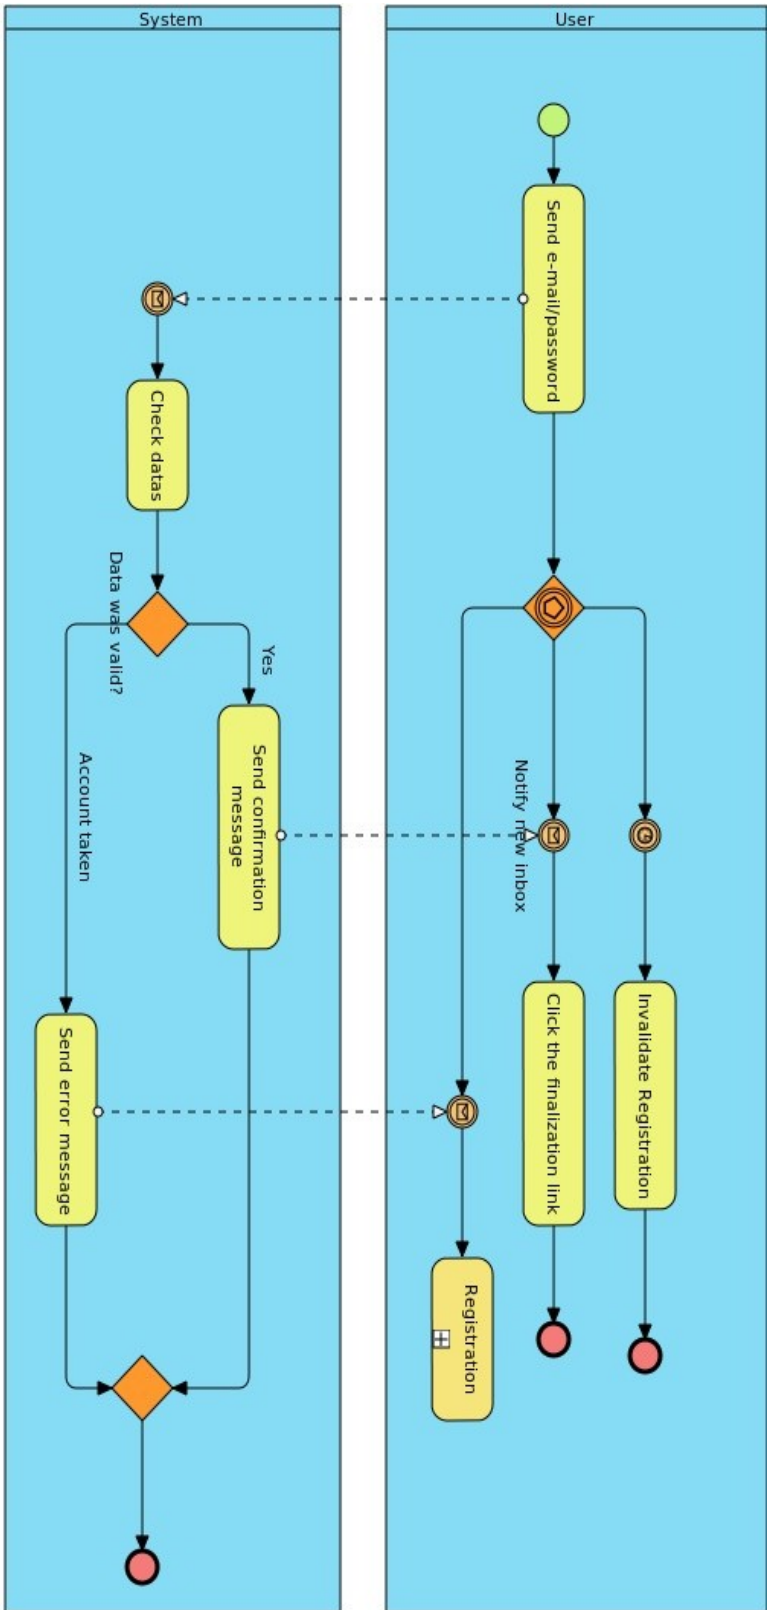 System
User
Send e-mail/password
Check datas
Data was valid?
Yes
Account taken
Send confirmation
message
Notify new inbox
Click the finalization link
Invalidate Registration
Send error message
Registration